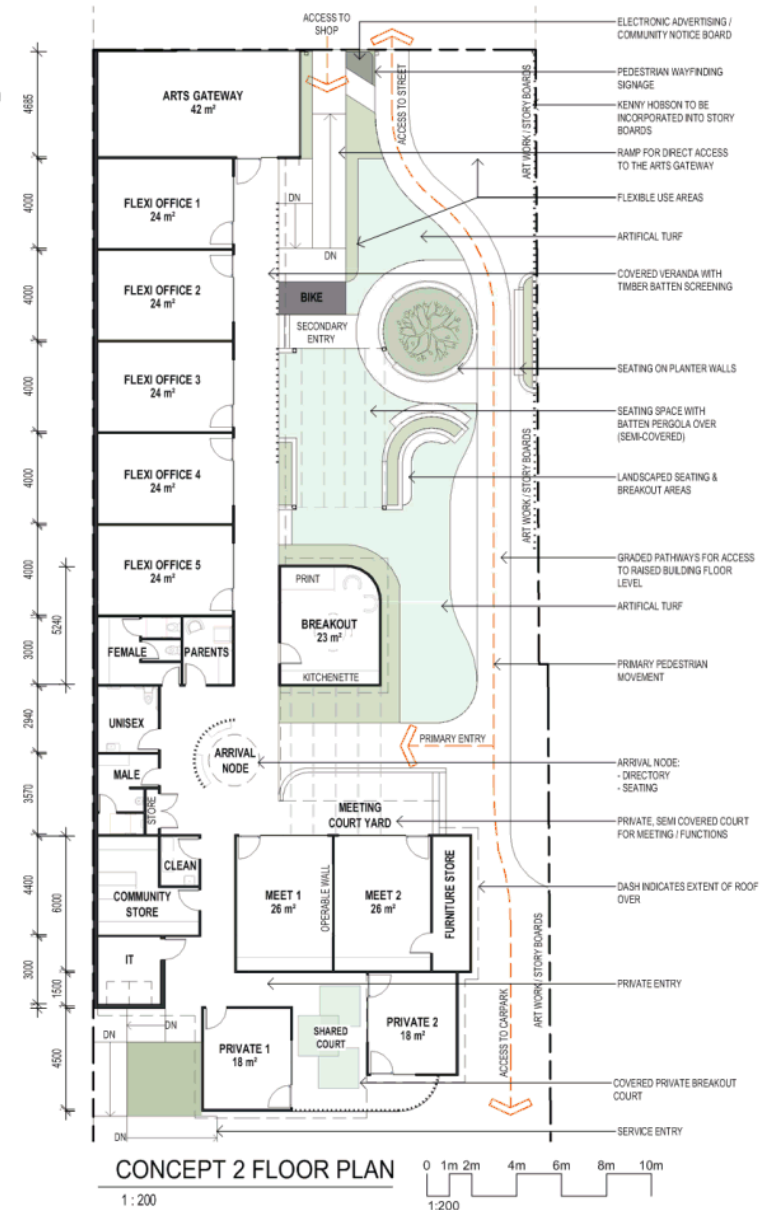 ACCESS TO
SHOP
ELECTRONIC ADVERTISING /
COMMUNITY NOTICE BOARD
ARTS GATEWAY
42 m²
4665
ACCESS TO STREET
ART WORK / STORY BOARDS
PEDESTRIAN WAYFINDING
SIGNAGE
KENNY HOBSON TO BE
INCORPORATED INTO STORY
BOARDS
RAMP FOR DIRECT ACCESS
TO THE ARTS GATEWAY
FLEXI OFFICE 1
24 m²
4000
DN
FLEXIBLE USE AREAS
ARTIFICAL TURF
DN
FLEXI OFFICE 2
24 m²
4000
COVERED VERANDA WITH
TIMBER BATTEN SCREENING
BIKE
SECONDARY
ENTRY
FLEXI OFFICE 3
24 m²
4000
SEATING ON PLANTER WALLS
SEATING SPACE WITH
BATTEN PERGOLA OVER
(SEMI-COVERED)
FLEXI OFFICE 4
24 m²
4000
ART WORK / STORY BOARDS
LANDSCAPED SEATING &
BREAKOUT AREAS
FLEXI OFFICE 5
24 m²
4000
GRADED PATHWAYS FOR ACCESS
TO RAISED BUILDING FLOOR
LEVEL
PRINT
BREAKOUT
23 m²
KITCHENETTE
5240
ARTIFICAL TURF
FEMALE
PARENTS
3000
PRIMARY PEDESTRIAN
MOVEMENT
UNISEX
2940
PRIMARY ENTRY
ARRIVAL
NODE
ARRIVAL NODE:
- DIRECTORY
- SEATING
MALE
STORE
3570
MEETING
COURT YARD
PRIVATE, SEMI COVERED COURT
FOR MEETING / FUNCTIONS
CLEAN
COMMUNITY
STORE
4400
6000
MEET 1
26 m²
OPERABLE WALL
MEET 2
26 m²
FURNITURE STORE
DASH INDICATES EXTENT OF ROOF
OVER
ART WORK / STORY BOARDS
IT
3000
1500
PRIVATE ENTRY
ACCESS TO CARPARK
DN
DN
PRIVATE 1
18 m²
SHARED
COURT
PRIVATE 2
18 m²
4500
COVERED PRIVATE BREAKOUT
COURT
DN
SERVICE ENTRY
CONCEPT 2 FLOOR PLAN
1 : 200
0 1m 2m 4m 6m 8m 10m
1:200